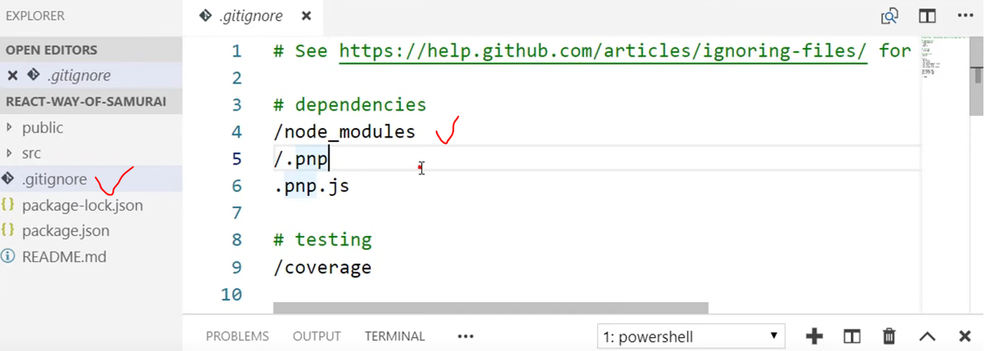 EXPLORER
OPEN EDITORS
.gitignore
REACT-WAY-OF-SAMURAI
public
src
.gitignore
package-lock.json
package.json
README.md
.gitignore
1 # See https://help.github.com/articles/ignoring-files/ for
2
3 # dependencies
4 /node_modules
5 /.pnp
6 .pnp.js
7
8 # testing
9 /coverage
10
PROBLEMS OUTPUT TERMINAL ••• 1: powershell